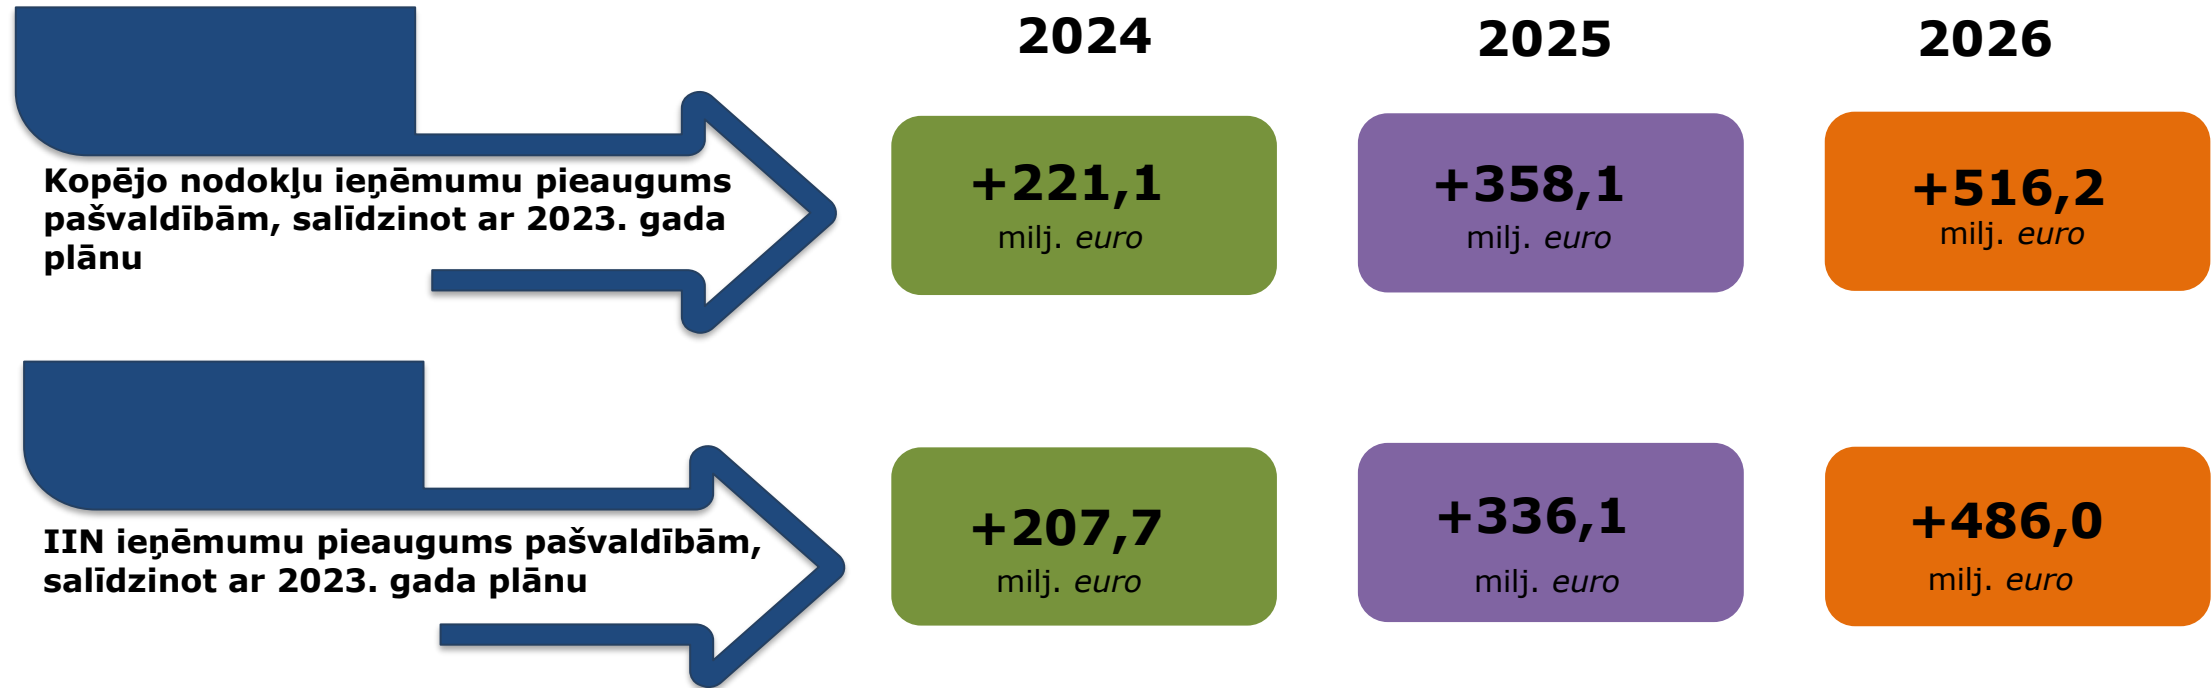 2024 2025 2026
Kopējo nodokļu ieņēmumu pieaugums
pašvaldībām, salīdzinot ar 2023. gada
plānu
+221,1
milj. euro
+358,1
milj. euro
+516,2
milj. euro
IIN ieņēmumu pieaugums pašvaldībām,
salīdzinot ar 2023. gada plānu
+207,7
milj. euro
+336,1
milj. euro
+486,0
milj. euro